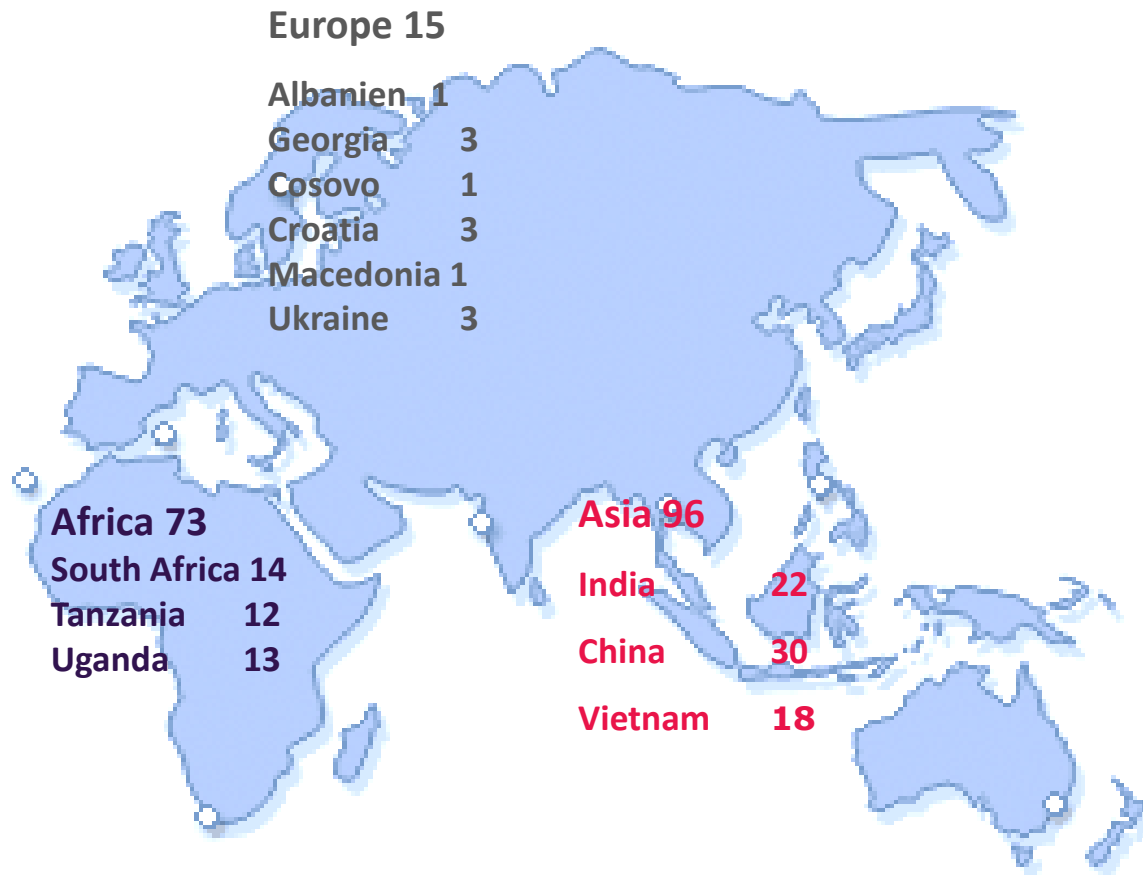 Europe 15
Albanien 1
Georgia 3
Cosovo 1
Croatia 3
Macedonia 1
Ukraine 3
Africa 73
South Africa 14
Tanzania 12
Uganda 13
Asia 96
India 22
China 30
Vietnam 18